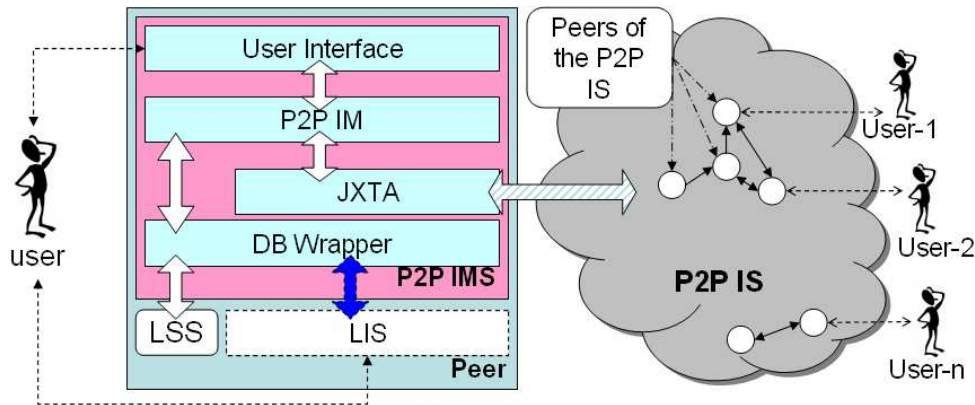 User Interface
P2P IM
JXTA
DB Wrapper
P2P IMS
LSS
LIS
Peer
user
Peers of
the P2P
IS
P2P IS
User-1
User-2
User-n